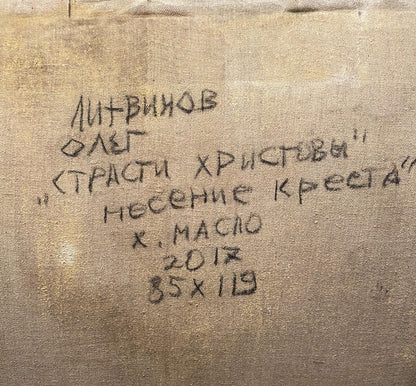 ЛИТВИНОВ
ОЛЕГ
„СТРАСТИ ХРИСТОВЫ"
НЕСЕНИЕ КРЕСТА"
Х. МАСЛО
2017
85 Х 119